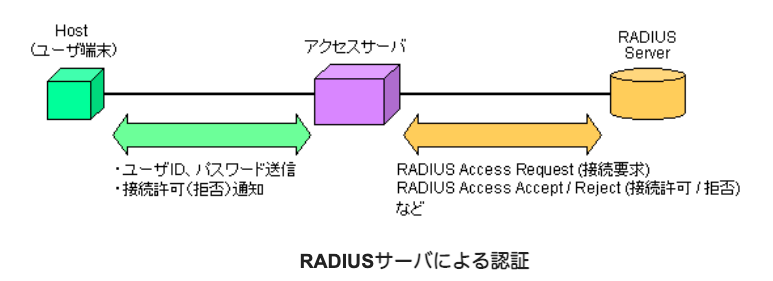 Host
(ユーザ端末)
アクセスサーバ
RADIUS
Server
・ユーザID、パスワード送信
・接続許可(拒否)通知
RADIUS Access Request (接続要求)
RADIUS Access Accept / Reject (接続許可 / 拒否)
など
RADIUSサーバによる認証